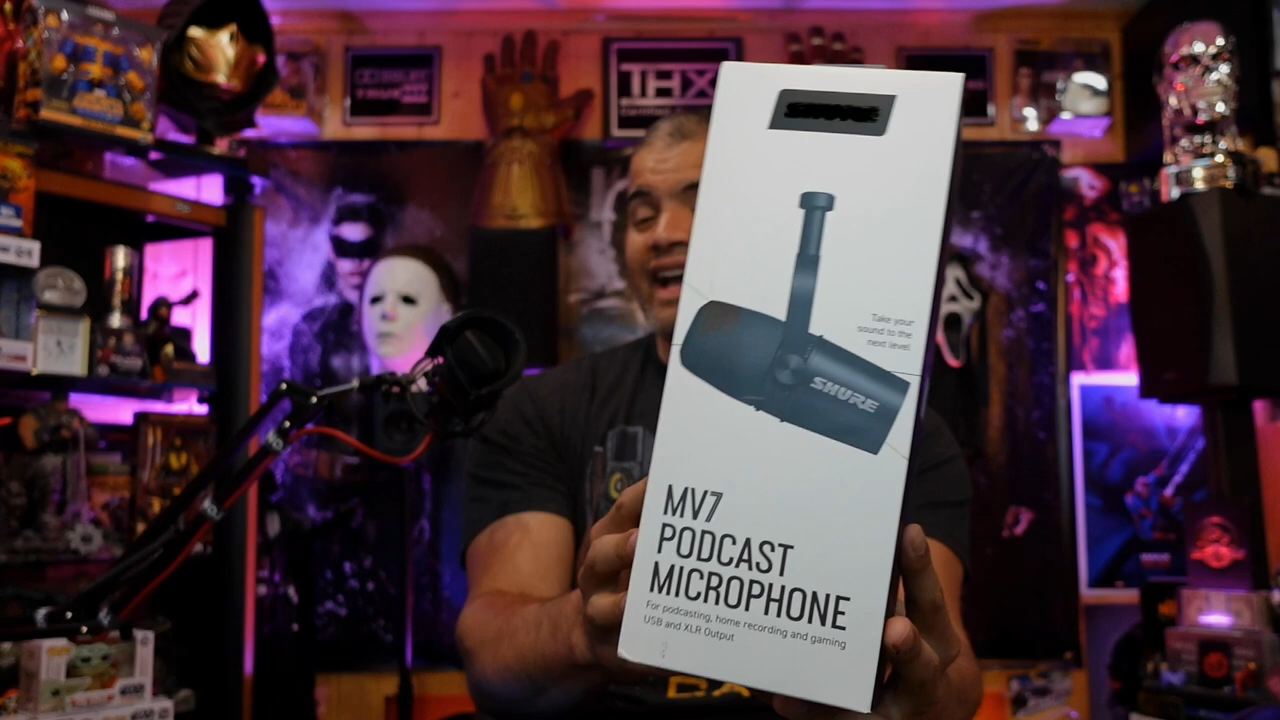 THX
Take your
sound to the
next level
SHURE
MV7
PODCAST
MICROPHONE
For podcasting, home recording and gaming
USB and XLR Output